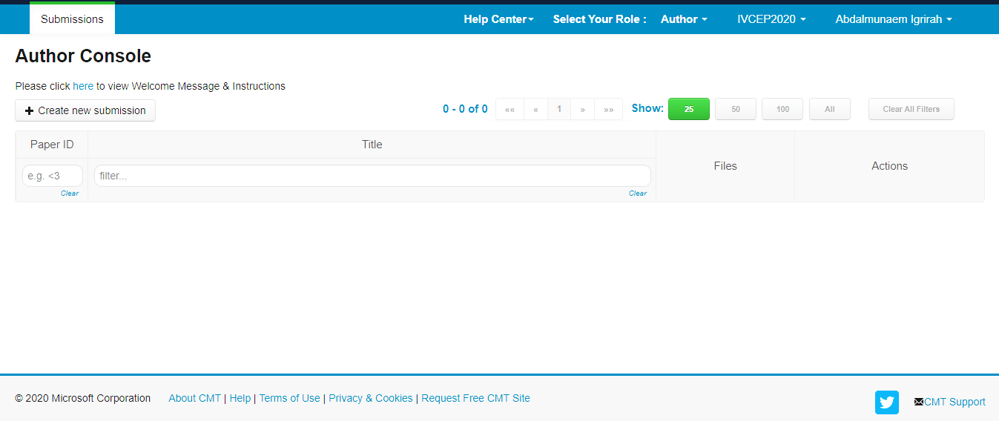 Submissions
Help Center
Select Your Role :
Author
IVCEP2020
Abdalmunaem Igrirah
Author Console
Please click here to view Welcome Message & Instructions
Create new submission
0 - 0 of 0
«« « 1 » »»
Show: 25 50 100 All
Clear All Filters
Paper ID
Title
Files
Actions
e.g. <3
filter...
Clear
Clear
© 2020 Microsoft Corporation
About CMT | Help | Terms of Use | Privacy & Cookies | Request Free CMT Site
CMT Support